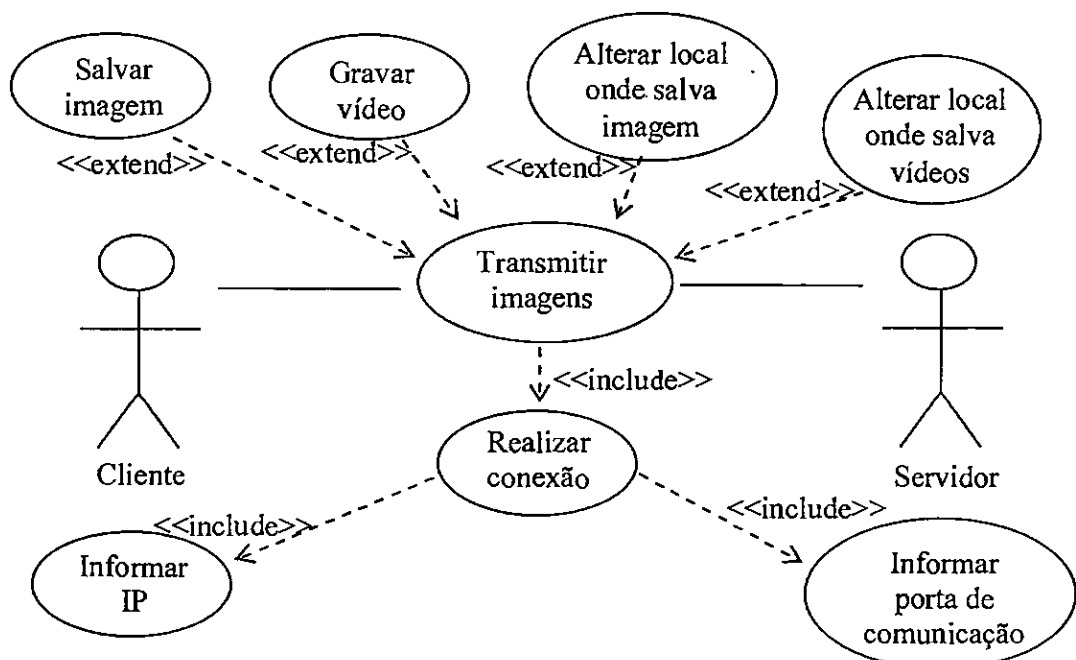 Salvar
imagem
Gravar
vídeo
Alterar local
onde salva
imagem
Alterar local
onde salva
vídeos
<<extend>>
<<extend>>
<<extend>>
<<extend>>
Transmitir
imagens
<<include>>
Cliente
Realizar
conexão
Servidor
<<include>>
<<include>>
Informar
IP
Informar
porta de
comunicação